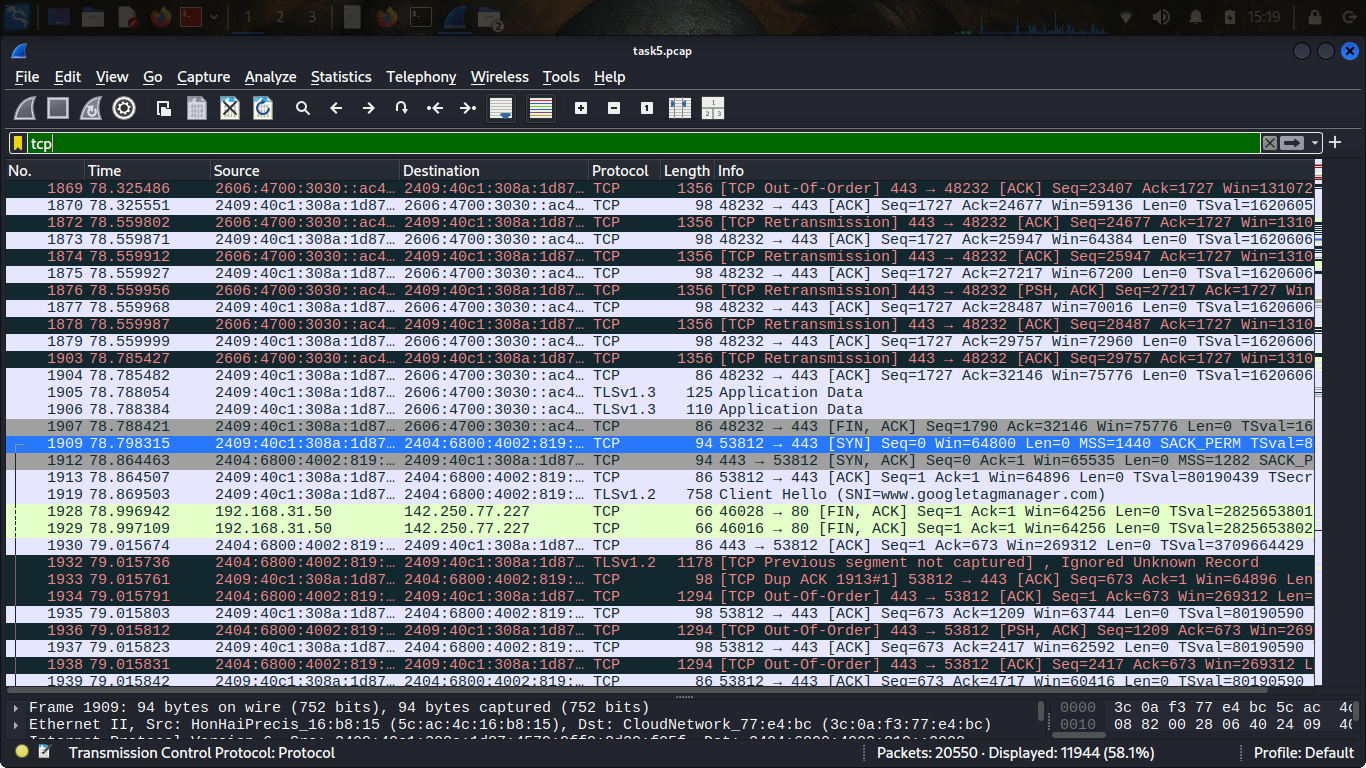 1 2 3 2 15:19
task5.pcap
File Edit View Go Capture Analyze Statistics Telephony Wireless Tools Help
tcp
No. Time Source Destination Protocol Length Info
1869 78.325486 2606:4700:3030::ac4… 2409:40c1:308a:1d87… TCP 1356 [TCP Out-Of-Order] 443 → 48232 [ACK] Seq=23407 Ack=1727 Win=131072
1870 78.325551 2409:40c1:308a:1d87… 2606:4700:3030::ac4… TCP 98 48232 → 443 [ACK] Seq=1727 Ack=24677 Win=59136 Len=0 TSval=1620605
1872 78.559802 2606:4700:3030::ac4… 2409:40c1:308a:1d87… TCP 1356 [TCP Retransmission] 443 → 48232 [ACK] Seq=24677 Ack=1727 Win=1310
1873 78.559871 2409:40c1:308a:1d87… 2606:4700:3030::ac4… TCP 98 48232 → 443 [ACK] Seq=1727 Ack=25947 Win=64384 Len=0 TSval=1620606
1874 78.559912 2606:4700:3030::ac4… 2409:40c1:308a:1d87… TCP 1356 [TCP Retransmission] 443 → 48232 [ACK] Seq=25947 Ack=1727 Win=1310
1875 78.559927 2409:40c1:308a:1d87… 2606:4700:3030::ac4… TCP 98 48232 → 443 [ACK] Seq=1727 Ack=27217 Win=67200 Len=0 TSval=1620606
1876 78.559956 2606:4700:3030::ac4… 2409:40c1:308a:1d87… TCP 1356 [TCP Retransmission] 443 → 48232 [PSH, ACK] Seq=27217 Ack=1727 Win
1877 78.559968 2409:40c1:308a:1d87… 2606:4700:3030::ac4… TCP 98 48232 → 443 [ACK] Seq=1727 Ack=28487 Win=70016 Len=0 TSval=1620606
1878 78.559987 2606:4700:3030::ac4… 2409:40c1:308a:1d87… TCP 1356 [TCP Retransmission] 443 → 48232 [ACK] Seq=28487 Ack=1727 Win=1310
1879 78.559999 2409:40c1:308a:1d87… 2606:4700:3030::ac4… TCP 98 48232 → 443 [ACK] Seq=1727 Ack=29757 Win=72960 Len=0 TSval=1620606
1903 78.785427 2606:4700:3030::ac4… 2409:40c1:308a:1d87… TCP 1356 [TCP Retransmission] 443 → 48232 [ACK] Seq=29757 Ack=1727 Win=1310
1904 78.785482 2409:40c1:308a:1d87… 2606:4700:3030::ac4… TCP 86 48232 → 443 [ACK] Seq=1727 Ack=32146 Win=75776 Len=0 TSval=1620606
1905 78.788054 2409:40c1:308a:1d87… 2606:4700:3030::ac4… TLSv1.3 125 Application Data
1906 78.788384 2409:40c1:308a:1d87… 2606:4700:3030::ac4… TLSv1.3 110 Application Data
1907 78.788421 2409:40c1:308a:1d87… 2606:4700:3030::ac4… TCP 86 48232 → 443 [FIN, ACK] Seq=1790 Ack=32146 Win=75776 Len=0 TSval=16
1909 78.798315 2409:40c1:308a:1d87… 2404:6800:4002:819:… TCP 94 53812 → 443 [SYN] Seq=0 Win=64800 Len=0 MSS=1440 SACK_PERM TSval=8
1912 78.864463 2404:6800:4002:819:… 2409:40c1:308a:1d87… TCP 94 443 → 53812 [SYN, ACK] Seq=0 Ack=1 Win=65535 Len=0 MSS=1282 SACK_P
1913 78.864507 2409:40c1:308a:1d87… 2404:6800:4002:819:… TCP 86 53812 → 443 [ACK] Seq=1 Ack=1 Win=64896 Len=0 TSval=80190439 TSecr
1919 78.869503 2409:40c1:308a:1d87… 2404:6800:4002:819:… TLSv1.2 758 Client Hello (SNI=www.googletagmanager.com)
1928 78.996942 192.168.31.50 142.250.77.227 TCP 66 46028 → 80 [FIN, ACK] Seq=1 Ack=1 Win=64256 Len=0 TSval=2825653801
1929 78.997109 192.168.31.50 142.250.77.227 TCP 66 46016 → 80 [FIN, ACK] Seq=1 Ack=1 Win=64256 Len=0 TSval=2825653802
1930 79.015674 2404:6800:4002:819:… 2409:40c1:308a:1d87… TCP 86 443 → 53812 [ACK] Seq=1 Ack=673 Win=269312 Len=0 TSval=3709664429
1932 79.015736 2404:6800:4002:819:… 2409:40c1:308a:1d87… TLSv1.2 1178 [TCP Previous segment not captured] , Ignored Unknown Record
1933 79.015761 2409:40c1:308a:1d87… 2404:6800:4002:819:… TCP 98 [TCP Dup ACK 1913#1] 53812 → 443 [ACK] Seq=673 Ack=1 Win=64896 Len
1934 79.015791 2404:6800:4002:819:… 2409:40c1:308a:1d87… TCP 1294 [TCP Out-Of-Order] 443 → 53812 [ACK] Seq=1 Ack=673 Win=269312 Len=
1935 79.015803 2409:40c1:308a:1d87… 2404:6800:4002:819:… TCP 98 53812 → 443 [ACK] Seq=673 Ack=1209 Win=63744 Len=0 TSval=80190590
1936 79.015812 2404:6800:4002:819:… 2409:40c1:308a:1d87… TCP 1294 [TCP Out-Of-Order] 443 → 53812 [PSH, ACK] Seq=1209 Ack=673 Win=269
1937 79.015823 2409:40c1:308a:1d87… 2404:6800:4002:819:… TCP 98 53812 → 443 [ACK] Seq=673 Ack=2417 Win=62592 Len=0 TSval=80190590
1938 79.015831 2404:6800:4002:819:… 2409:40c1:308a:1d87… TCP 1294 [TCP Out-Of-Order] 443 → 53812 [ACK] Seq=2417 Ack=673 Win=269312 L
1939 79.015842 2409:40c1:308a:1d87… 2404:6800:4002:819:… TCP 86 53812 → 443 [ACK] Seq=673 Ack=4717 Win=60416 Len=0 TSval=80190590
Frame 1909: 94 bytes on wire (752 bits), 94 bytes captured (752 bits) 0000 3c 0a f3 77 e4 bc 5c ac
Ethernet II, Src: HonHaiPrecis_16:b8:15 (5c:ac:4c:16:b8:15), Dst: CloudNetwork_77:e4:bc (3c:0a:f3:77:e4:bc) 0010 08 82 00 28 06 40 24 09
Transmission Control Protocol: Protocol Packets: 20550 · Displayed: 11944 (58.1%) Profile: Default